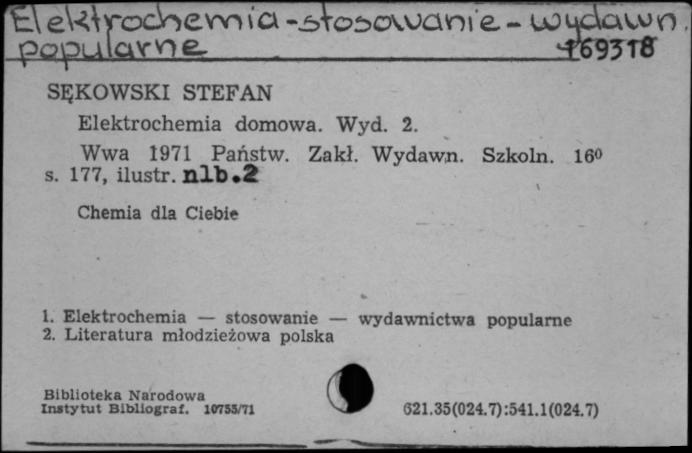 Elektrochemia - stosowanie - wydawn.
popularne
169318
SĘKOWSKI STEFAN
Elektrochemia domowa. Wyd. 2.
Wwa 1971 Państw. Zakł. Wydawn. Szkoln. 16⁰
s. 177, ilustr. nlb. 2
Chemia dla Ciebie
1. Elektrochemia — stosowanie — wydawnictwa popularne
2. Literatura młodzieżowa polska
Biblioteka Narodowa
Instytut Bibliograf. 10755/71
621.35(024.7):541.1(024.7)